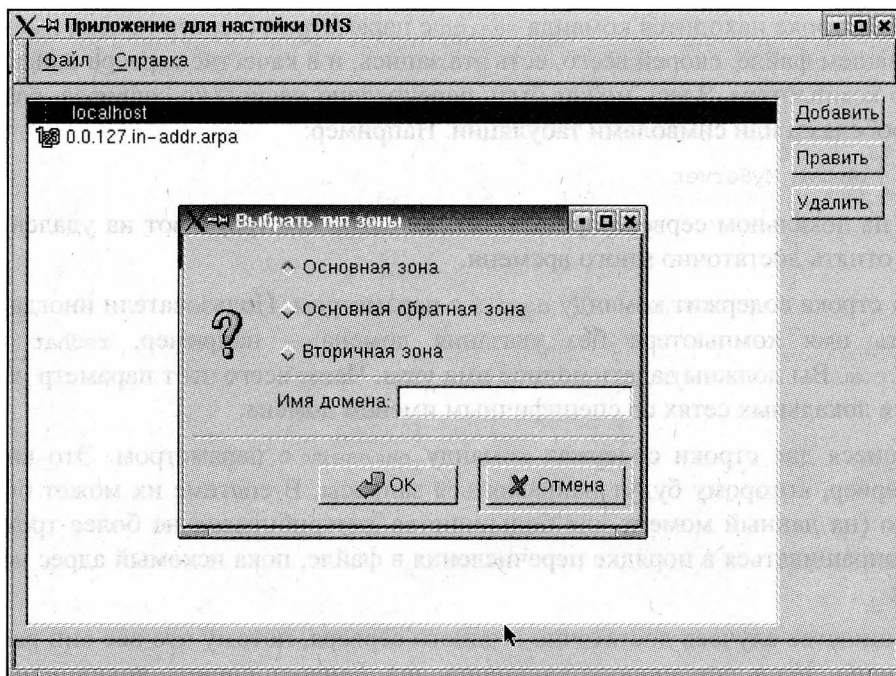 Приложение для настойки DNS
Файл Справка
localhost
0.0.127.in-addr.arpa
Добавить
Править
Удалить
Выбрать тип зоны
Основная зона
Основная обратная зона
Вторичная зона
Имя домена:
OK
Отмена